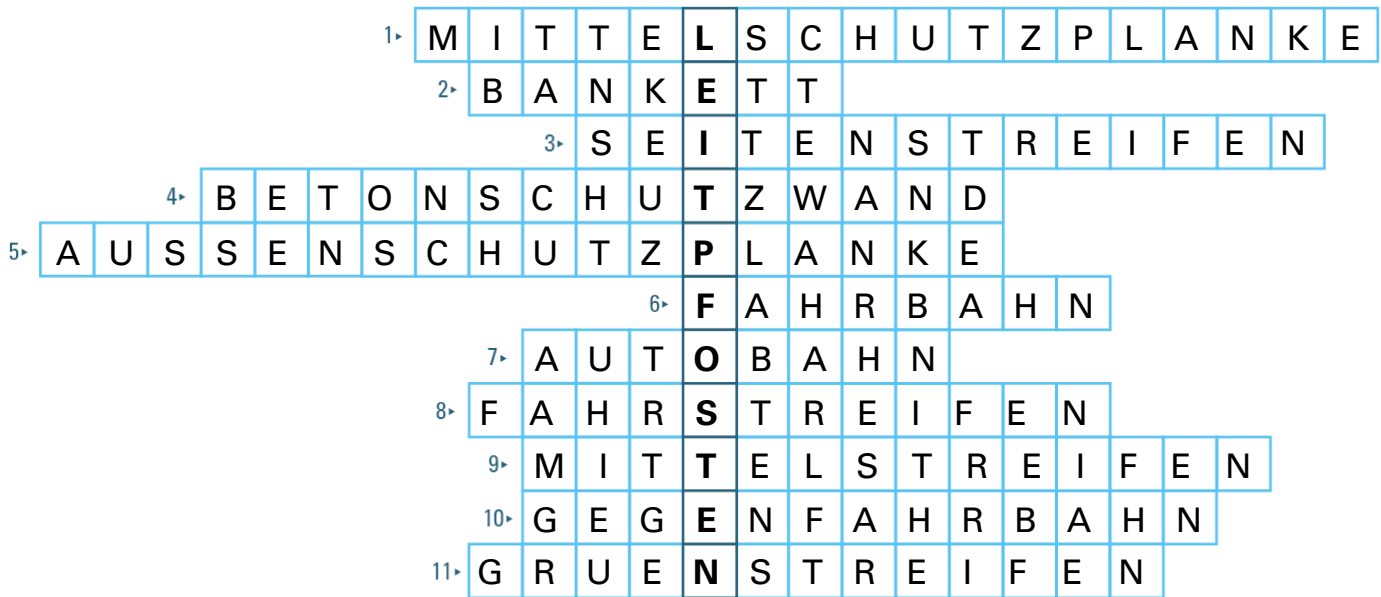 1▸ MITTELSCHUTZPLANKE
2▸ BANKETT
3▸ SEITENSTREIFEN
4▸ BETONSCHUTZWAND
5▸ AUSSENSCHUTZPLANKE
6▸ FAHRBAHN
7▸ AUTOBAHN
8▸ FAHRSTREIFEN
9▸ MITTELSTREIFEN
10▸ GEGENFAHRBAHN
11▸ GRUENSTREIFEN